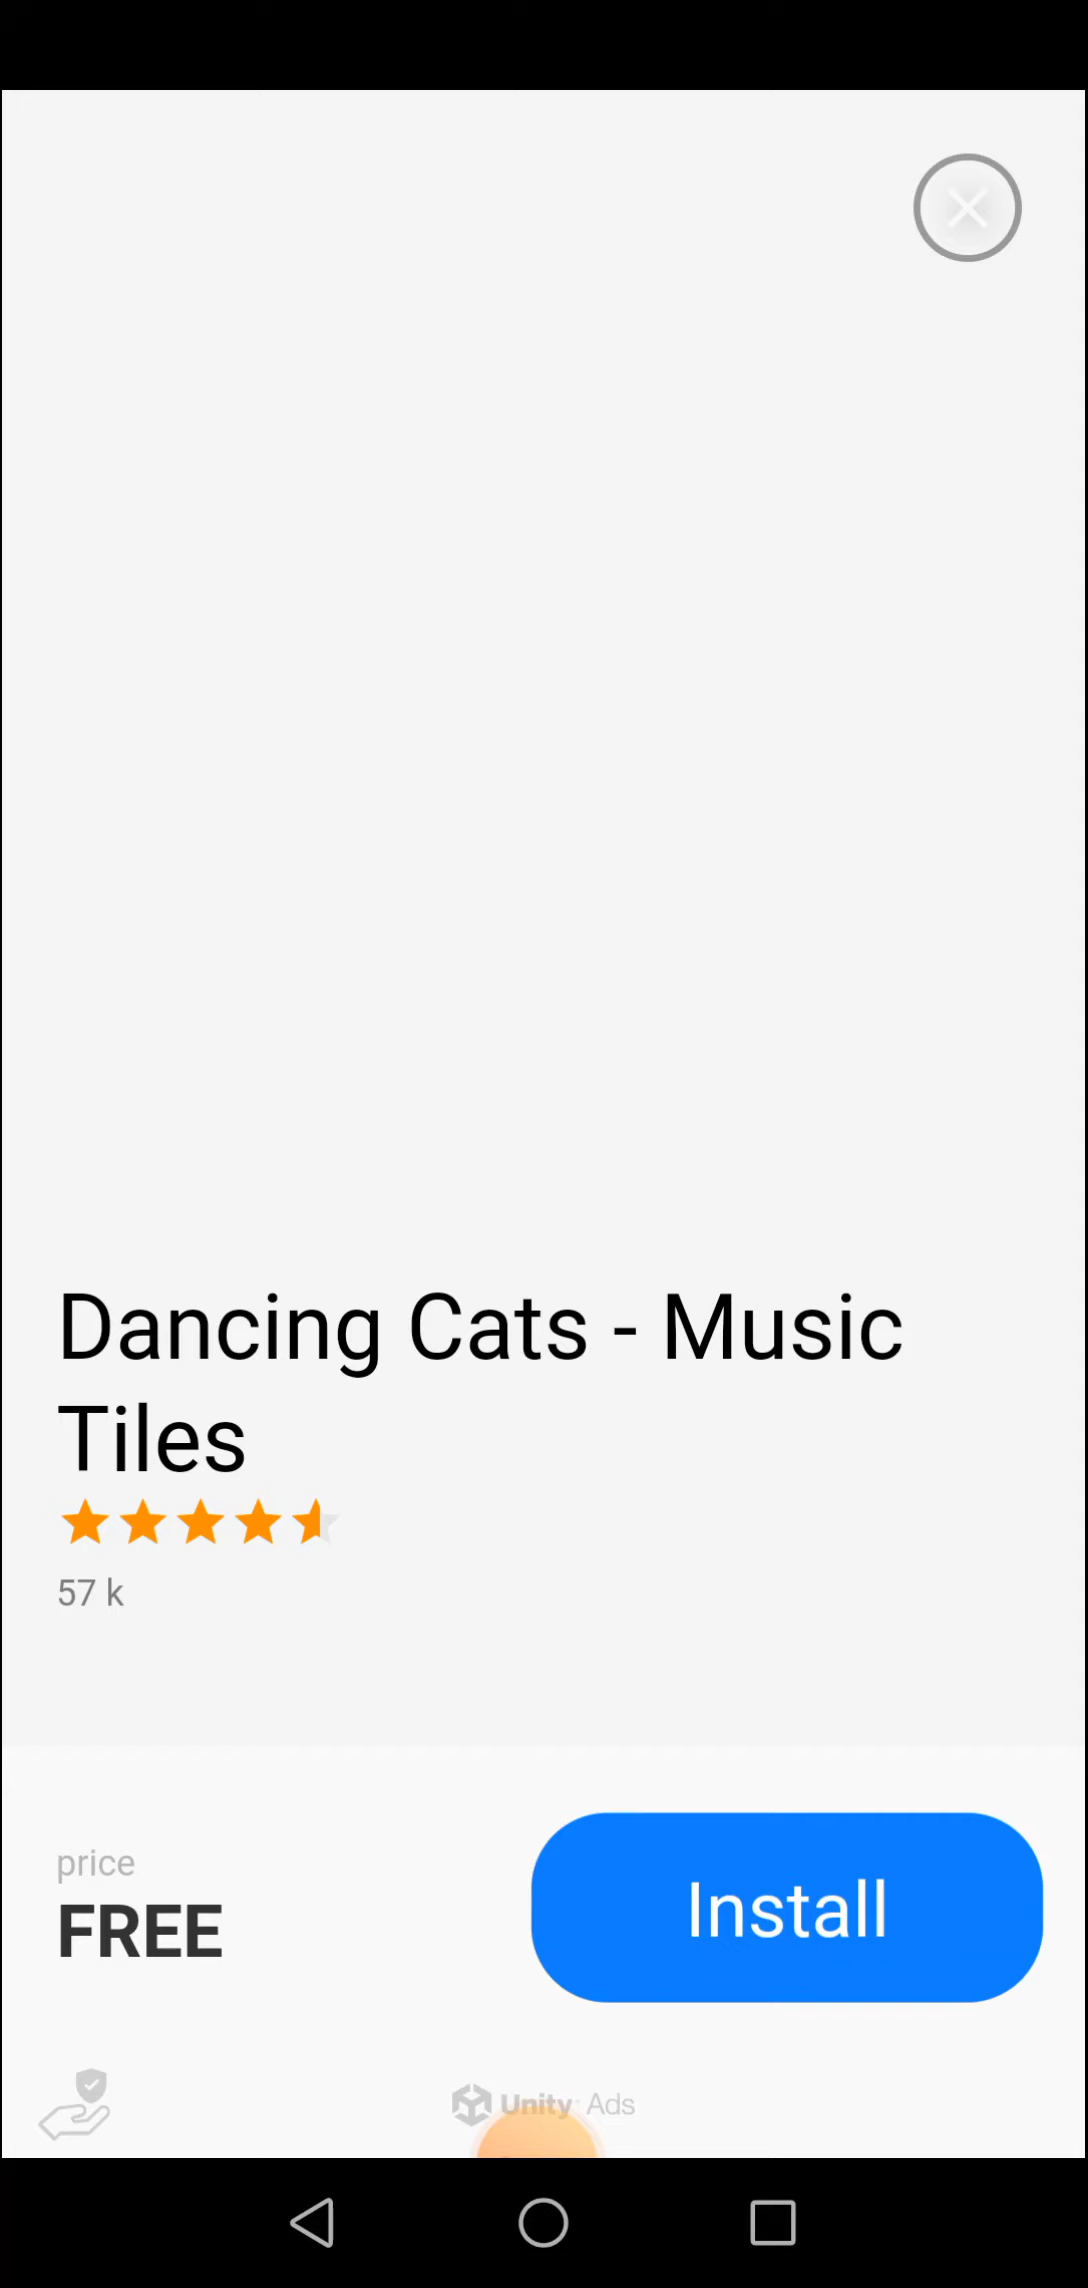 Dancing Cats - Music
Tiles
57 k
price
FREE
Install
Unity Ads